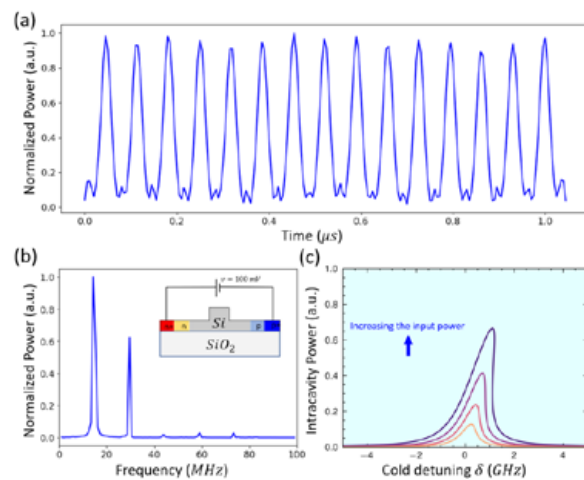 (a)
Normalized Power (a.u.)
1.0
0.8
0.6
0.4
0.2
0.0
0.0
0.2
0.4
0.6
0.8
1.0
Time (μs)
(b)
Normalized Power (a.u.)
1.0
0.8
0.6
0.4
0.2
0.0
0
20
40
60
80
100
Frequency (MHz)
v = 100 mV
n
Si
p
SiO2
(c)
Intracavity Power (a.u.)
1.0
0.8
0.6
0.4
0.2
0.0
Increasing the input power
-4
-2
0
2
4
Cold detuning δ (GHz)